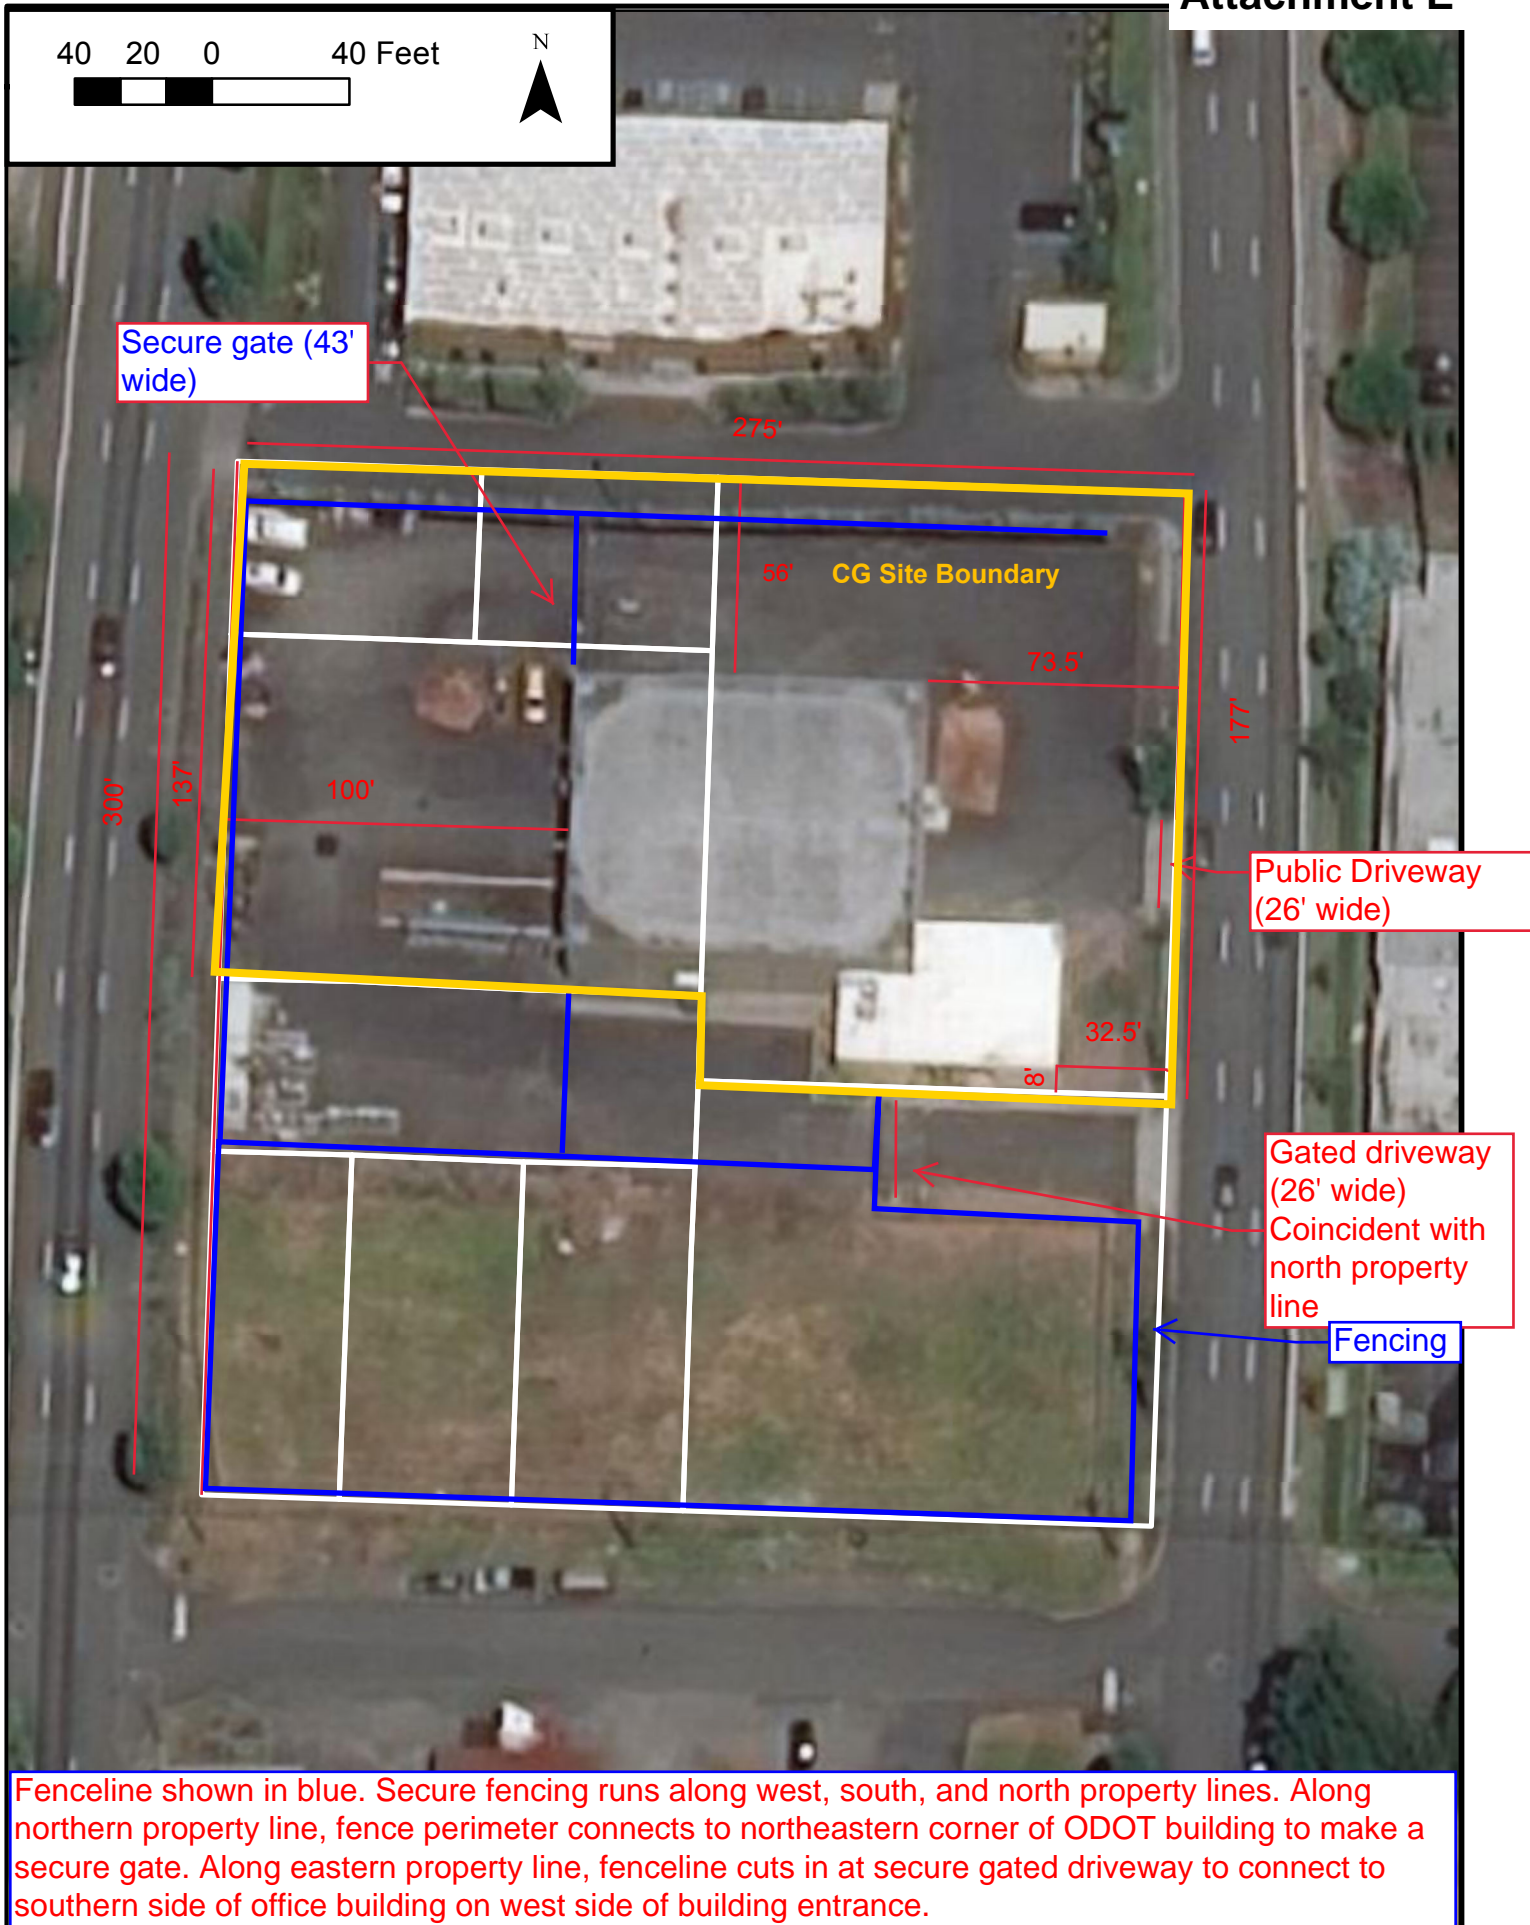 40 20 0 40 Feet
N
Secure gate (43'
wide)
275'
56'
CG Site Boundary
73.5'
177'
300'
137'
100'
Public Driveway
(26' wide)
32.5'
8'
Gated driveway
(26' wide)
Coincident with
north property
line
Fencing
Fenceline shown in blue. Secure fencing runs along west, south, and north property lines. Along
northern property line, fence perimeter connects to northeastern corner of ODOT building to make a
secure gate. Along eastern property line, fenceline cuts in at secure gated driveway to connect to
southern side of office building on west side of building entrance.